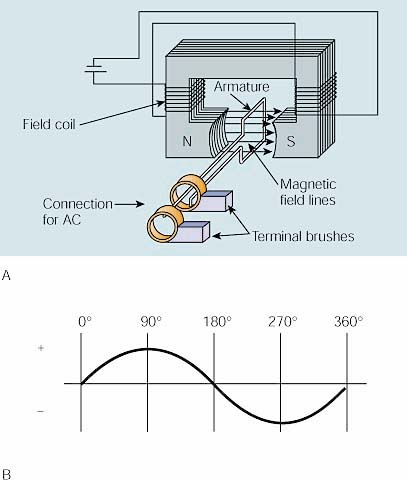 Armature
Field coil
N
S
Magnetic
field lines
Connection
for AC
Terminal brushes
A
0° 90° 180° 270° 360°
+
−
B